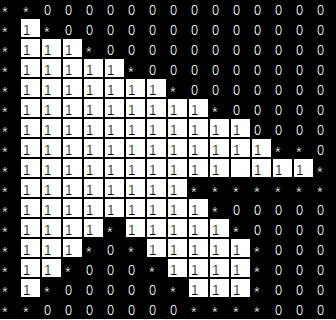 * * 0 0 0 0 0 0 0 0 0 0 0 0 0 0
* 1 * 0 0 0 0 0 0 0 0 0 0 0 0 0
* 1 1 1 * 0 0 0 0 0 0 0 0 0 0 0
* 1 1 1 1 1 * 0 0 0 0 0 0 0 0 0
* 1 1 1 1 1 1 1 * 0 0 0 0 0 0 0
* 1 1 1 1 1 1 1 1 1 * 0 0 0 0 0
* 1 1 1 1 1 1 1 1 1 1 1 0 0 0 0
* 1 1 1 1 1 1 1 1 1 1 1 1 * * 0
* 1 1 1 1 1 1 1 1 1 1 1 1 1 *
* 1 1 1 1 1 1 1 1 * * * * * * *
* 1 1 1 1 1 1 1 1 1 * 0 0 0 0 0
* 1 1 1 1 * 1 1 1 1 1 * 0 0 0 0
* 1 1 1 * 0 * 1 1 1 1 1 * 0 0 0
* 1 1 * 0 0 0 * 1 1 1 1 * 0 0 0
* 1 * 0 0 0 0 0 * 1 1 1 * 0 0 0
* * 0 0 0 0 0 0 0 * * * * 0 0 0